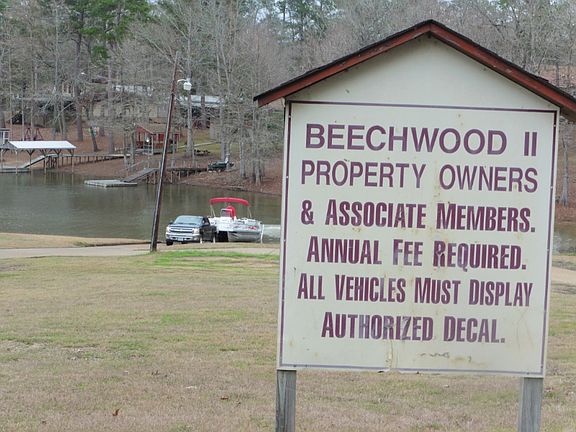 BEECHWOOD II
PROPERTY OWNERS
& ASSOCIATE MEMBERS.
ANNUAL FEE REQUIRED.
ALL VEHICLES MUST DISPLAY
AUTHORIZED DECAL.